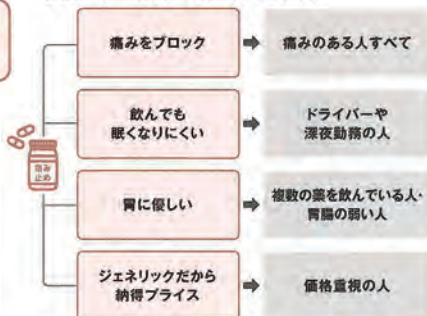 痛みをブロック
痛みのある人すべて
飲んでも
眠くなりにくい
ドライバーや
深夜勤務の人
痛み
止め
胃に優しい
複数の薬を飲んでいる人・
胃腸の弱い人
ジェネリックだから
納得プライス
価格重視の人